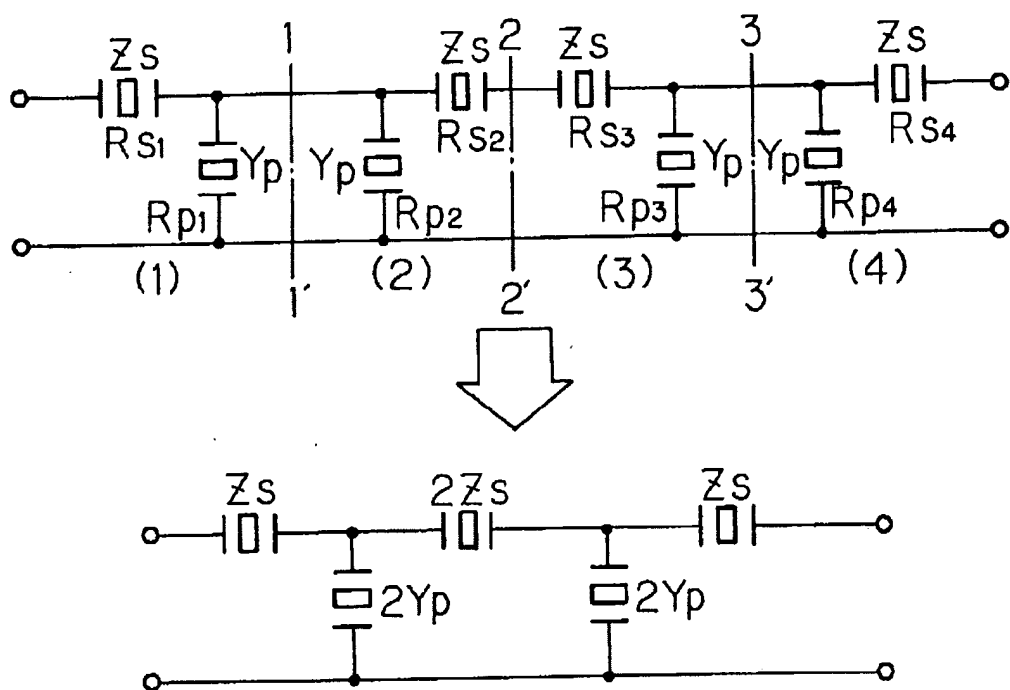 1 2 3
Zs Zs Zs Zs
Rs1 Rs2 Rs3 Rs4
Yp Yp Yp Yp
Rp1 Rp2 Rp3 Rp4
(1) (2) (3) (4)
1' 2' 3'
Zs 2Zs Zs
2Yp 2Yp